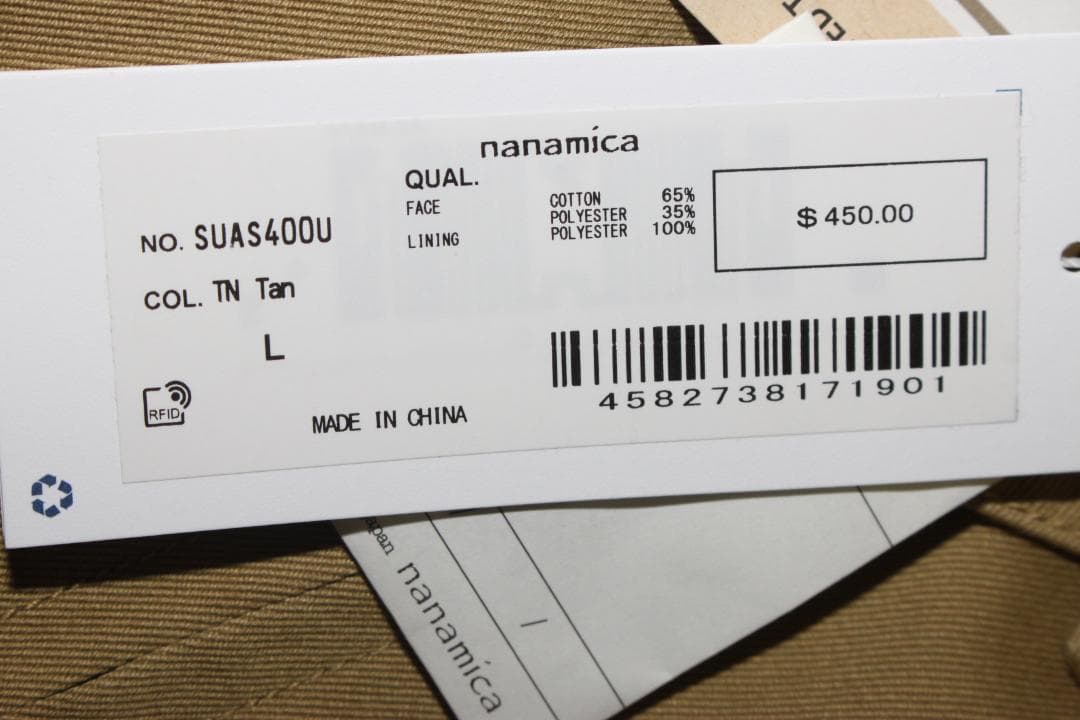 nanamica
QUAL.
FACE COTTON 65%
POLYESTER 35%
LINING POLYESTER 100%
$ 450.00
NO. SUAS400U
COL. TN Tan
L
RFID
MADE IN CHINA
4582738171901
nanamica